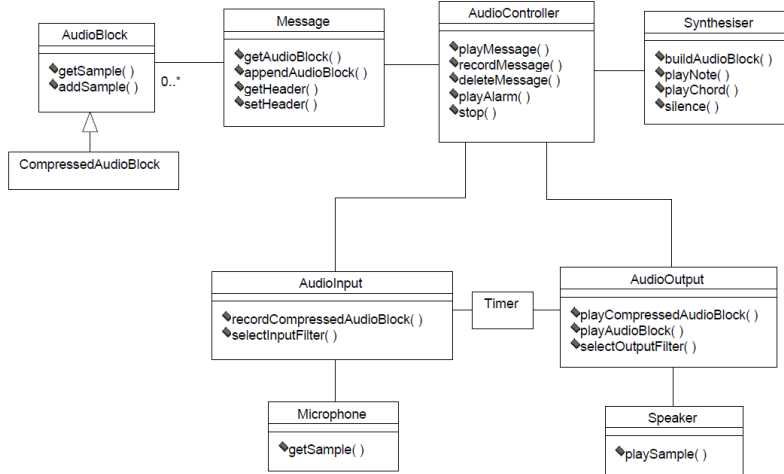 AudioBlock
getSample( )
addSample( )
0..*
CompressedAudioBlock
Message
getAudioBlock( )
appendAudioBlock( )
getHeader( )
setHeader( )
AudioController
playMessage( )
recordMessage( )
deleteMessage( )
playAlarm( )
stop( )
Synthesiser
buildAudioBlock( )
playNote( )
playChord( )
silence( )
AudioInput
recordCompressedAudioBlock( )
selectInputFilter( )
Timer
AudioOutput
playCompressedAudioBlock( )
playAudioBlock( )
selectOutputFilter( )
Microphone
getSample( )
Speaker
playSample( )